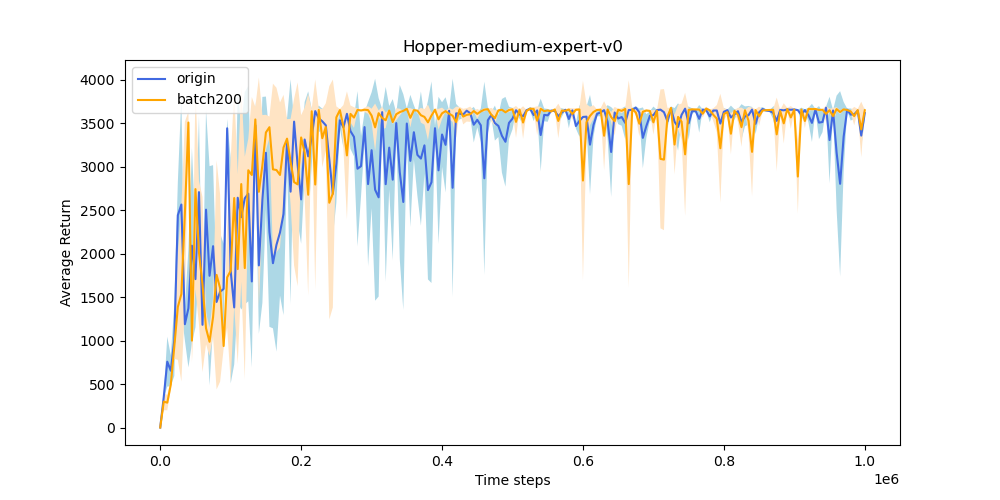 Hopper-medium-expert-v0
origin
batch200
Average Return
4000
3500
3000
2500
2000
1500
1000
500
0
0.0 0.2 0.4 0.6 0.8 1.0
1e6
Time steps